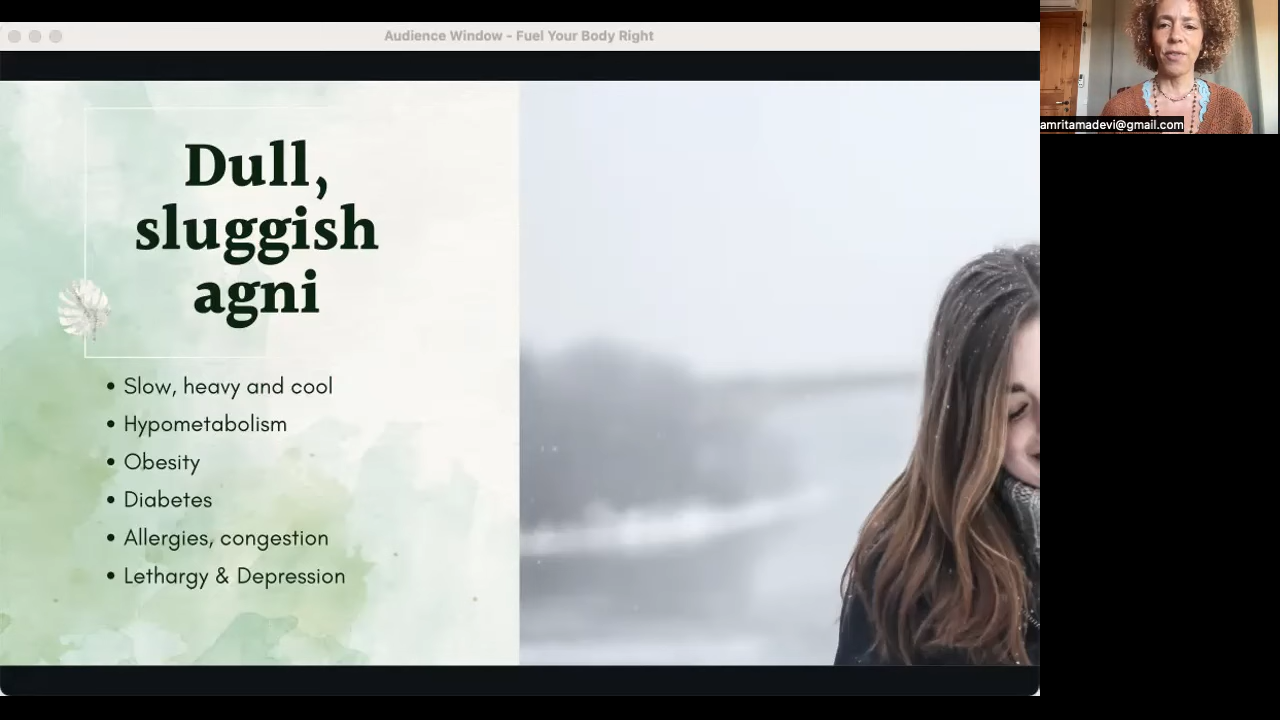 Audience Window - Fuel Your Body Right
Dull,
sluggish
agni
• Slow, heavy and cool
• Hypometabolism
• Obesity
• Diabetes
• Allergies, congestion
• Lethargy & Depression
amritamadevi@gmail.com